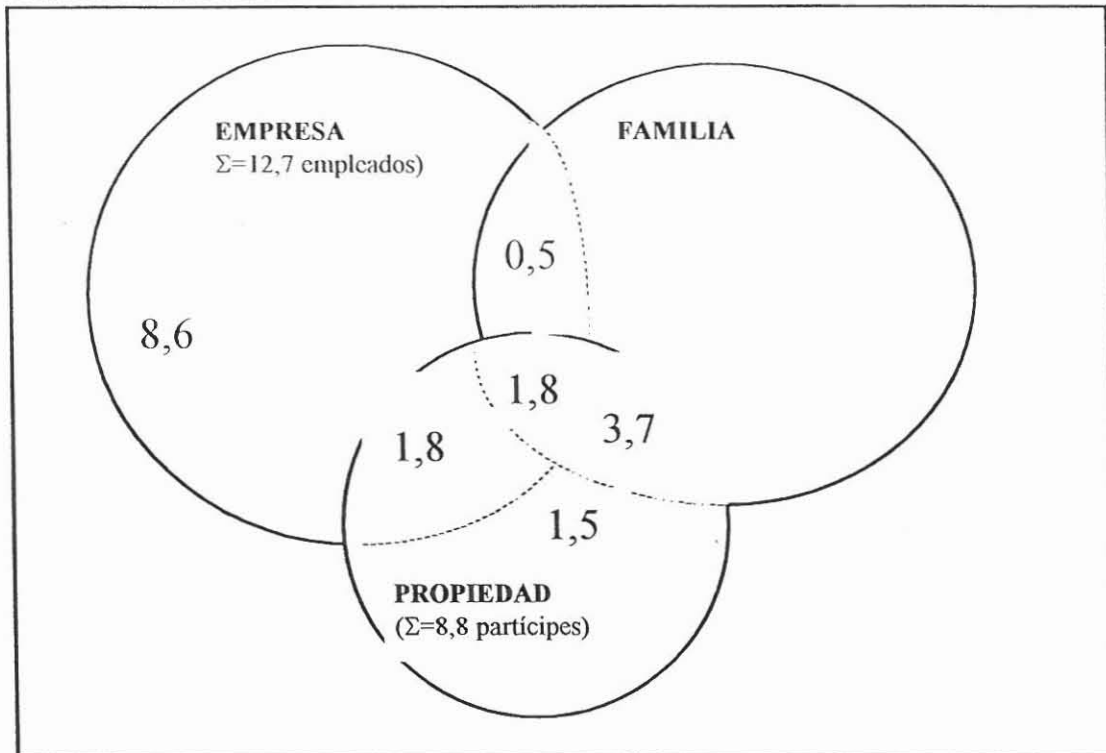 EMPRESA
Σ=12,7 empleados)
FAMILIA
0,5
8,6
1,8
1,8
3,7
1,5
PROPIEDAD
(Σ=8,8 partícipes)